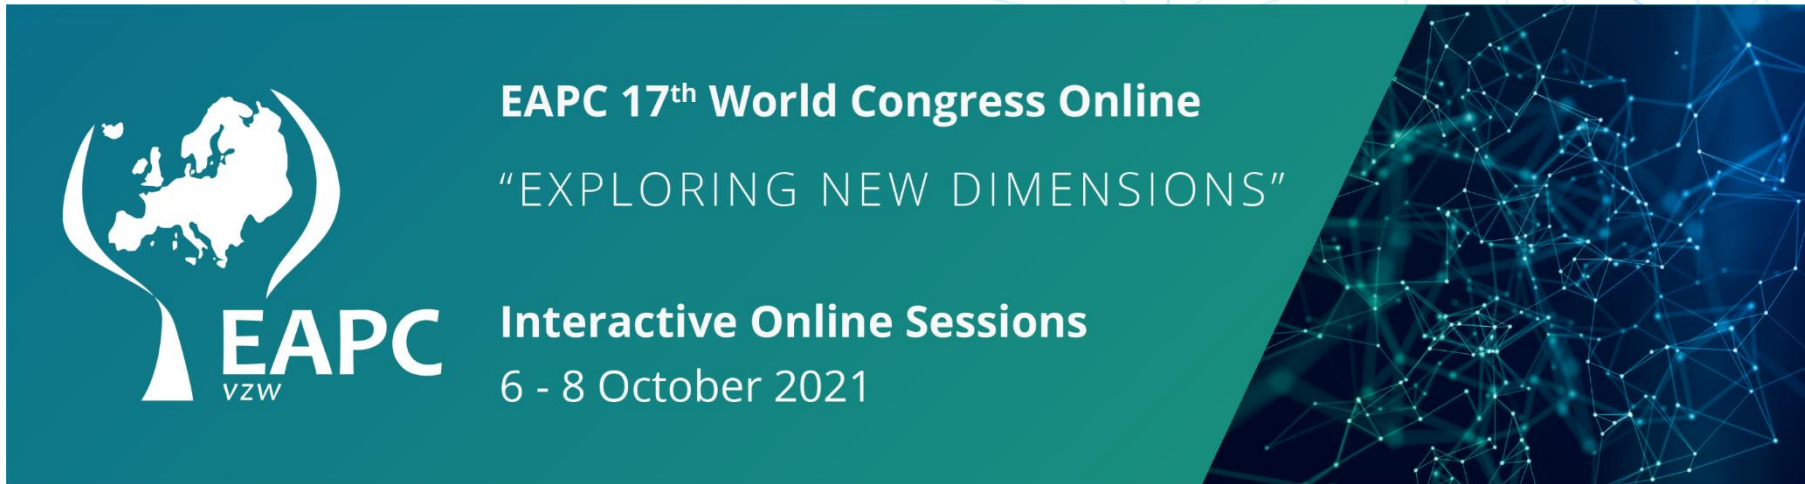 EAPC
vzw
EAPC 17th World Congress Online
“EXPLORING NEW DIMENSIONS”
Interactive Online Sessions
6 - 8 October 2021